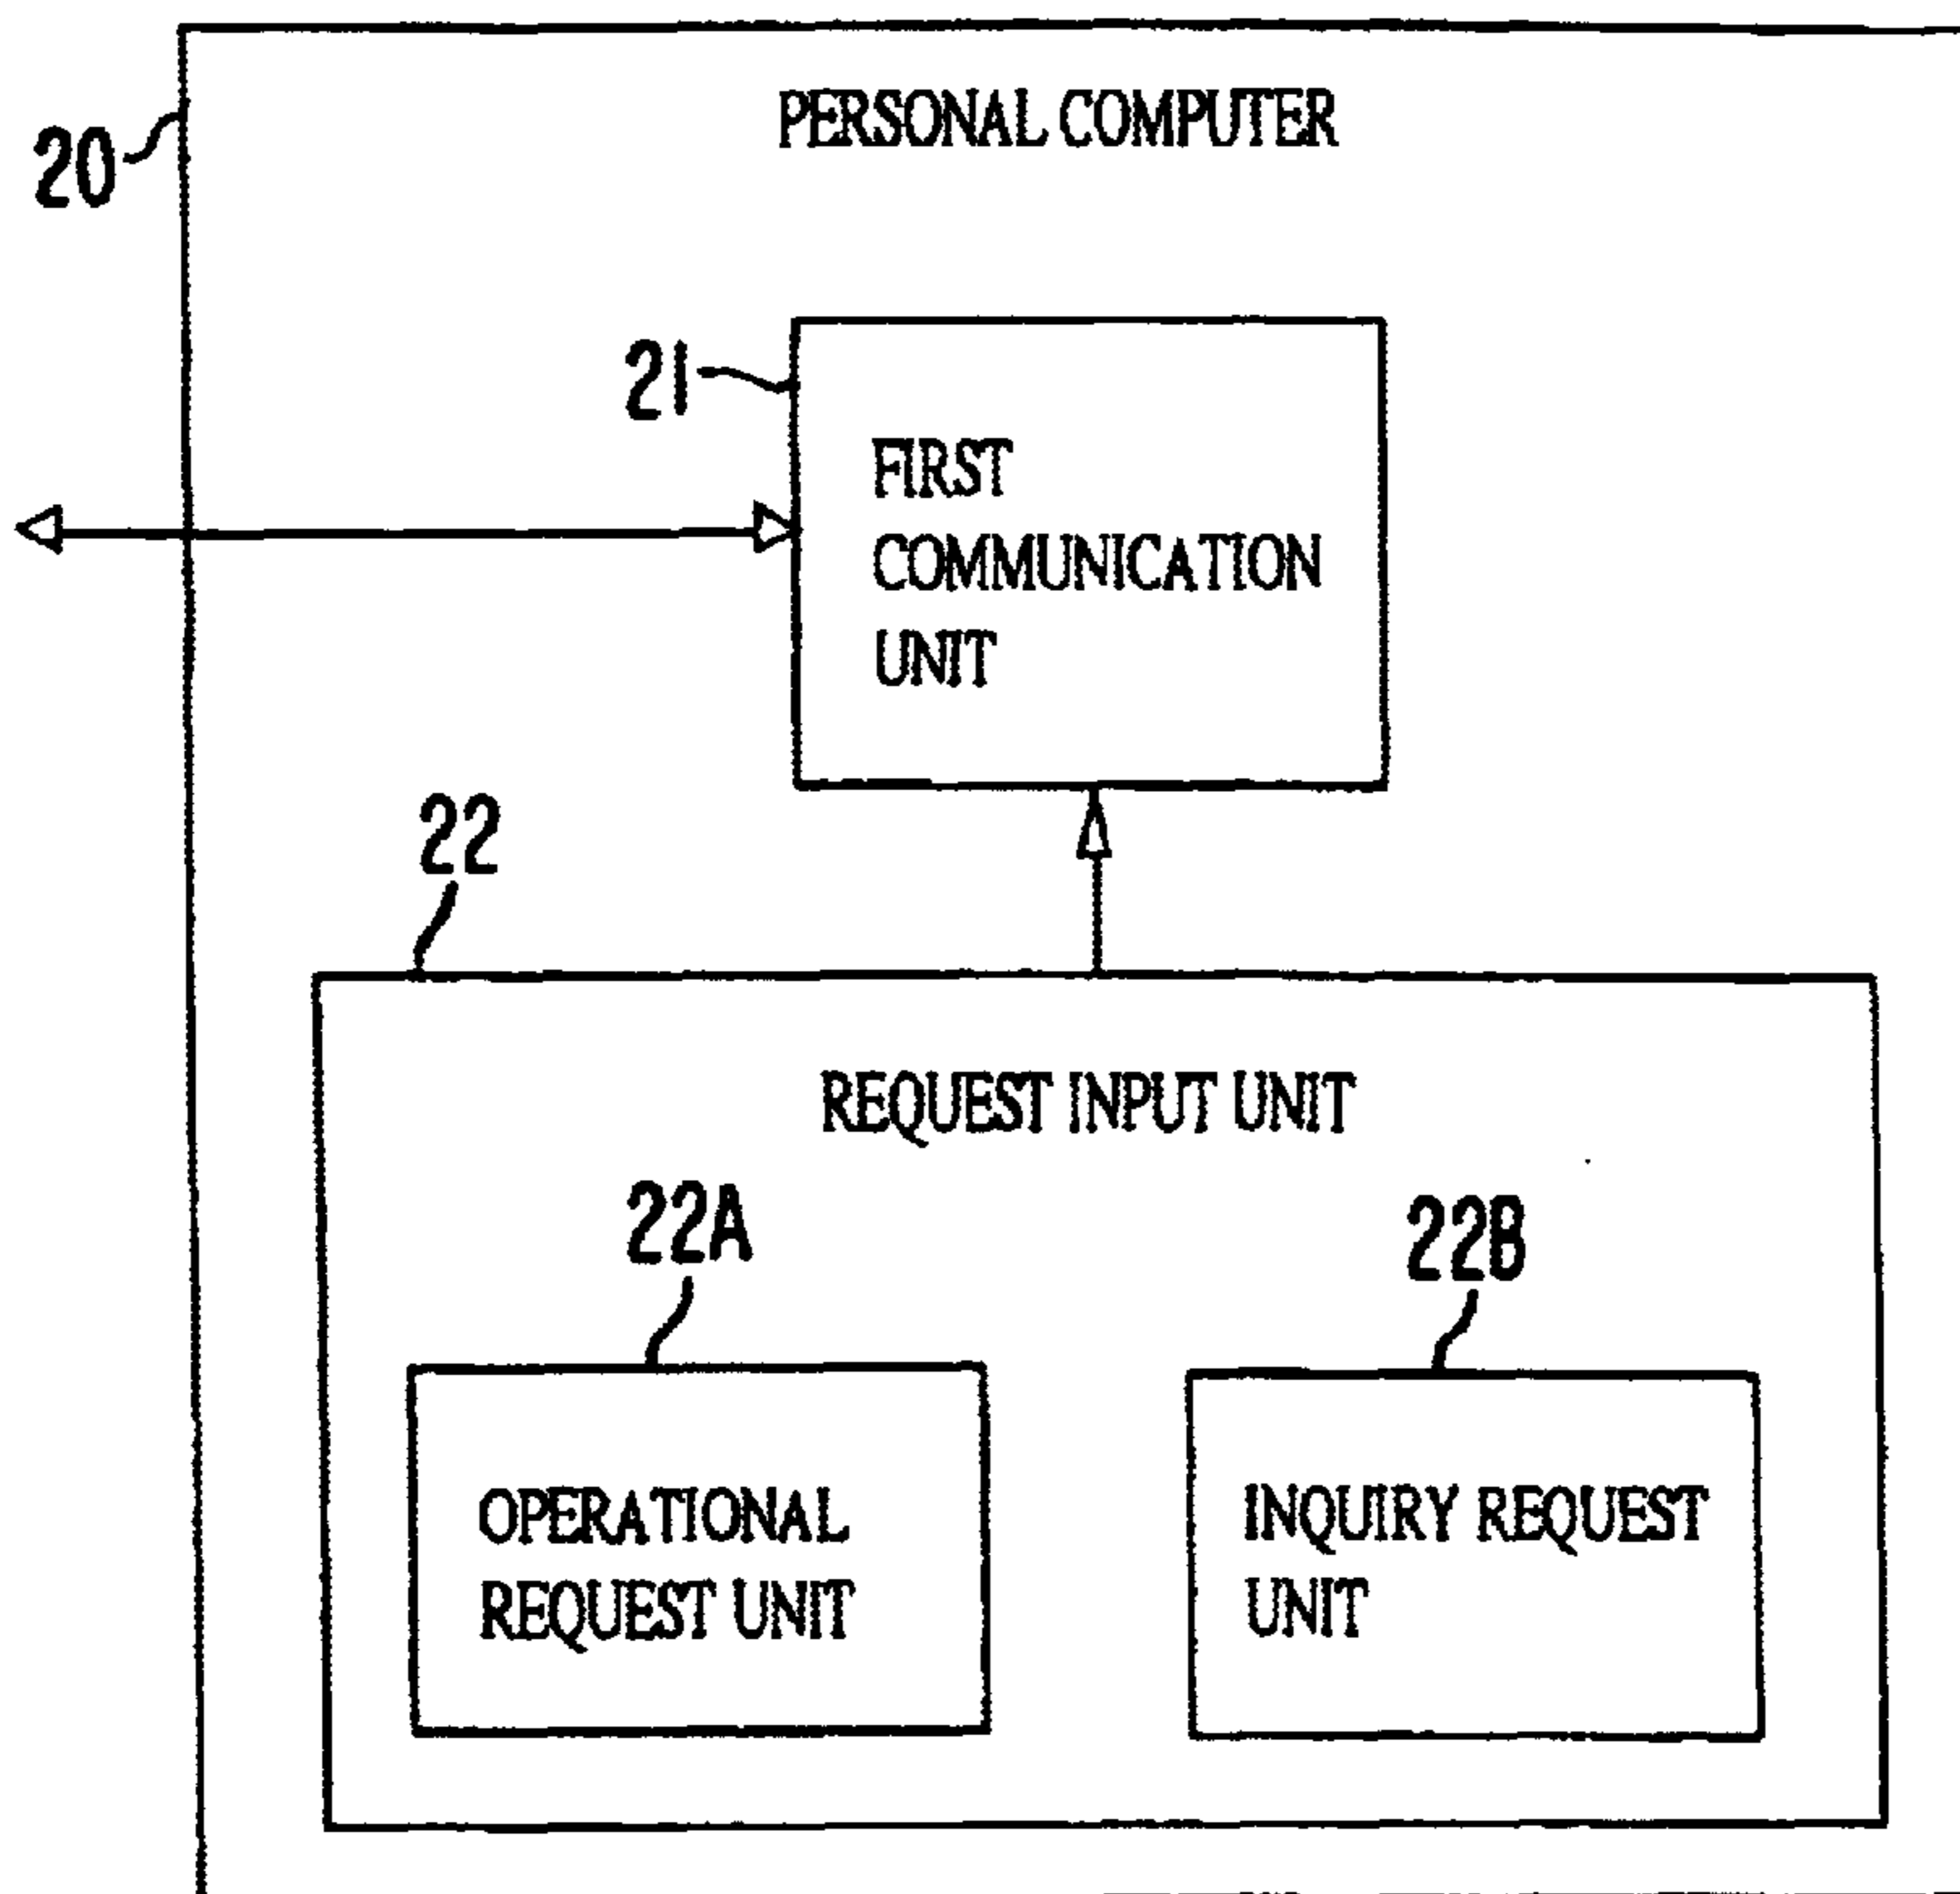 PERSONAL COMPUTER
20
21
FIRST
COMMUNICATION
UNIT
22
REQUEST INPUT UNIT
22A
22B
OPERATIONAL
REQUEST UNIT
INQUIRY REQUEST
UNIT